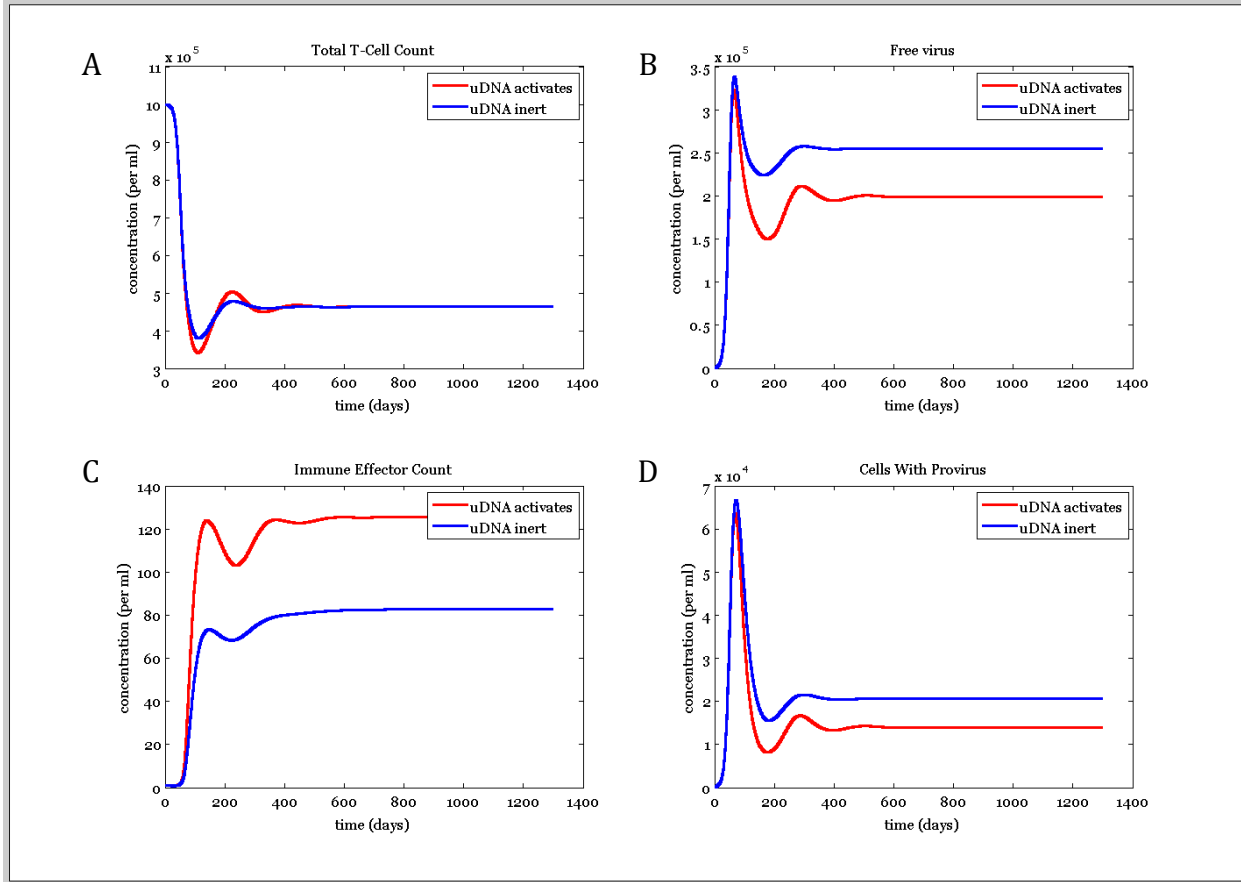 A
Total T-Cell Count
x 10^5
11
10
9
8
7
6
5
4
3
concentration (per ml)
0 200 400 600 800 1000 1200 1400
time (days)
uDNA activates
uDNA inert
B
Free virus
x 10^5
3.5
3
2.5
2
1.5
1
0.5
0
concentration (per ml)
0 200 400 600 800 1000 1200 1400
time (days)
uDNA activates
uDNA inert
C
Immune Effector Count
140
120
100
80
60
40
20
0
concentration (per ml)
0 200 400 600 800 1000 1200 1400
time (days)
uDNA activates
uDNA inert
D
Cells With Provirus
x 10^4
7
6
5
4
3
2
1
0
concentration (per ml)
0 200 400 600 800 1000 1200 1400
time (days)
uDNA activates
uDNA inert